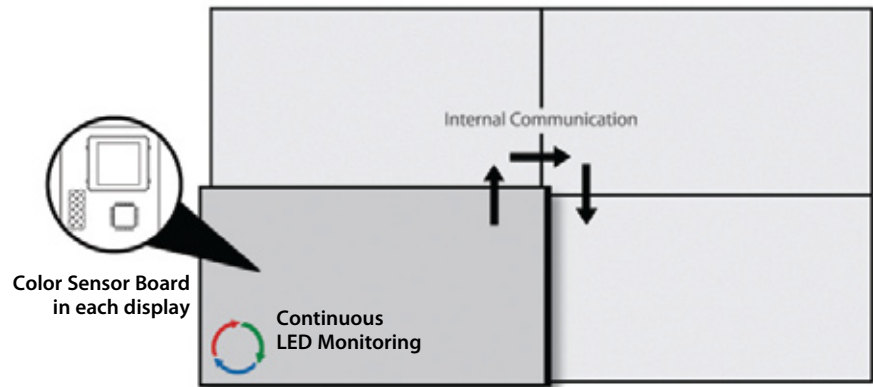 Internal Communication
Color Sensor Board
in each display
Continuous
LED Monitoring